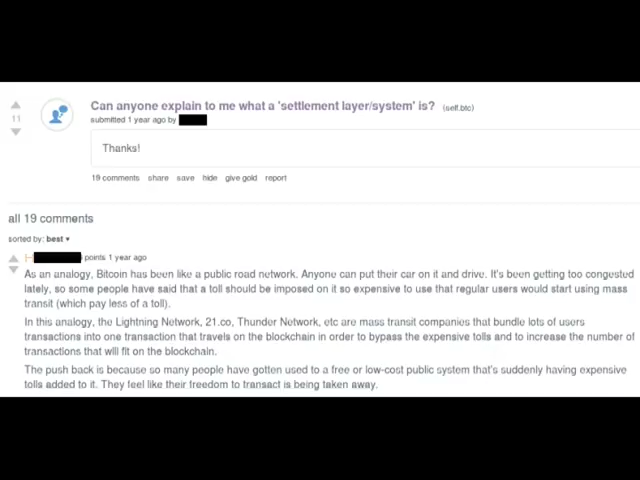 Can anyone explain to me what a 'settlement layer/system' is? (self.btc)
11
submitted 1 year ago by
Thanks!
19 comments share save hide give gold report
all 19 comments
sorted by: best ▾
[–] points 1 year ago
As an analogy, Bitcoin has been like a public road network. Anyone can put their car on it and drive. It's been getting too congested
lately, so some people have said that a toll should be imposed on it so expensive to use that regular users would start using mass
transit (which pay less of a toll).
In this analogy, the Lightning Network, 21.co, Thunder Network, etc are mass transit companies that bundle lots of users
transactions into one transaction that travels on the blockchain in order to bypass the expensive tolls and to increase the number of
transactions that will fit on the blockchain.
The push back is because so many people have gotten used to a free or low-cost public system that's suddenly having expensive
tolls added to it. They feel like their freedom to transact is being taken away.